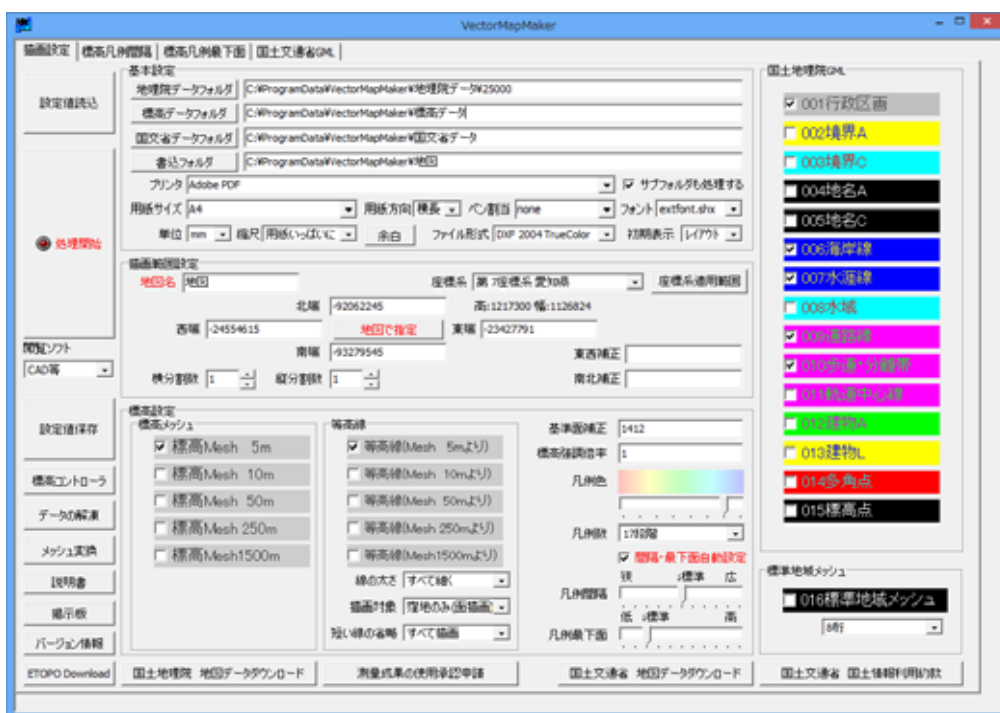 VectorMapMaker
描画設定 標高凡例間隔 標高凡例最下面 国土交通省GML
設定値読込
処理開始
閲覧ソフト
CAD等
設定値保存
標高コントローラ
データの解凍
メッシュ変換
説明書
掲示板
バージョン情報
ETOPO Download
基本設定
地理院データフォルダ C:¥ProgramData¥VectorMapMaker¥地理院データ¥25000
標高データフォルダ C:¥ProgramData¥VectorMapMaker¥標高データ
国交省データフォルダ C:¥ProgramData¥VectorMapMaker¥国交省データ
書込フォルダ C:¥ProgramData¥VectorMapMaker¥地図
プリンタ Adobe PDF サブフォルダも処理する
用紙サイズ A4 用紙方向 横長 ペン割当 none フォント extfont.shx
単位 mm 縮尺 用紙いっぱいに 余白 ファイル形式 DXF 2004 TrueColor 初期表示 レイアウト
描画範囲設定
地図名 地図 座標系 第 7座標系 愛知県 座標系適用範囲
北端 -92062245 高:1217300 幅:1126824
西端 -24554615 地図で指定 東端 -23427791
南端 -93279545 東西補正
横分割数 1 縦分割数 1 南北補正
標高設定
標高メッシュ
標高Mesh 5m
標高Mesh 10m
標高Mesh 50m
標高Mesh 250m
標高Mesh1500m
等高線
等高線(Mesh 5mより)
等高線(Mesh 10mより)
等高線(Mesh 50mより)
等高線(Mesh 250mより)
等高線(Mesh1500mより)
線の太さ すべて細く
描画対象 窪地のみ(面描画)
短い線の省略 すべて描画
基準面補正 1412
標高強調倍率 1
凡例色
凡例数 17段階
間隔・最下面自動設定
狭 :標準 広
凡例間隔
低 :標準 高
凡例最下面
国土地理院GML
001行政区画
002境界A
003境界C
004地名A
005地名C
006海岸線
007水涯線
008水域
009道路線
010歩道・分離帯
011軌道中心線
012建物A
013建物L
014多角点
015標高点
標準地域メッシュ
016標準地域メッシュ
8桁
国土地理院 地図データダウンロード 測量成果の使用承認申請 国土交通省 地図データダウンロード 国土交通省 国土情報利用約款